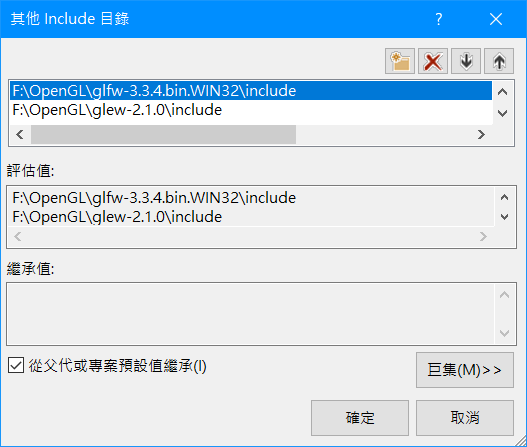 其他 Include 目錄
F:\OpenGL\glfw-3.3.4.bin.WIN32\include
F:\OpenGL\glew-2.1.0\include
評估值:
F:\OpenGL\glfw-3.3.4.bin.WIN32\include
F:\OpenGL\glew-2.1.0\include
繼承值:
從父代或專案預設值繼承(I)
巨集(M)>>
確定
取消